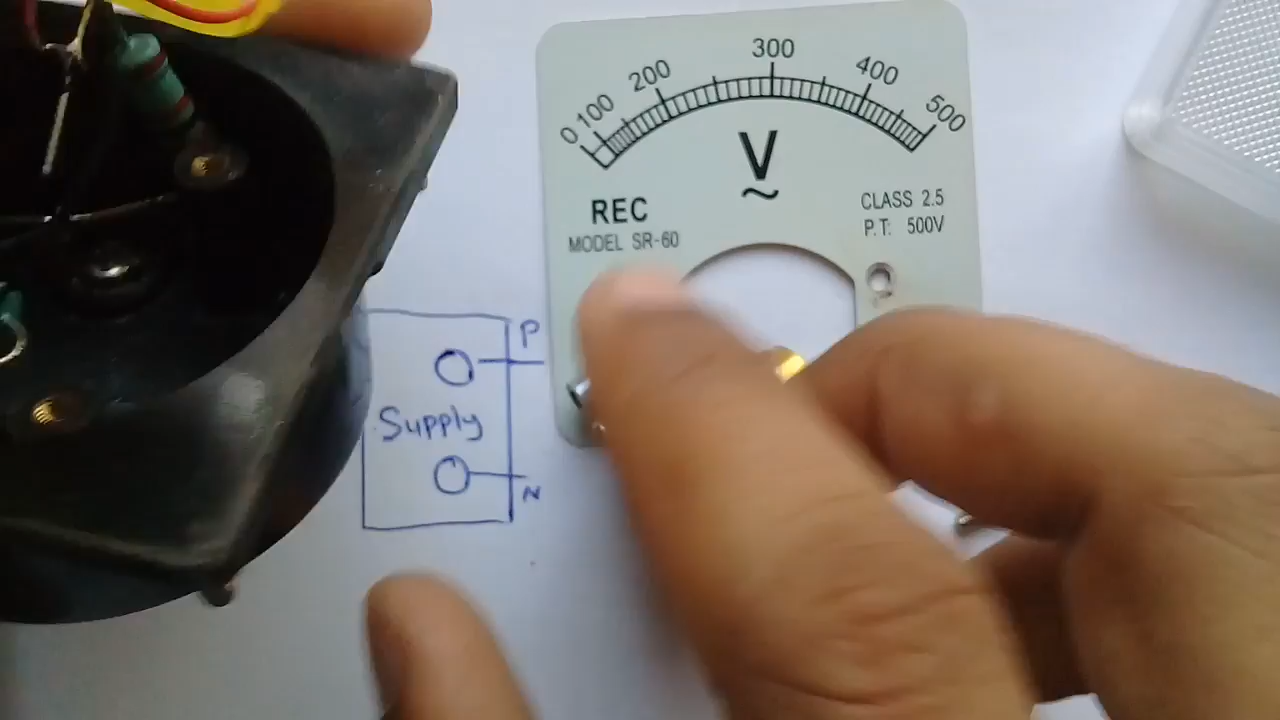 0 100 200 300 400 500
V
~
REC
MODEL SR-60
CLASS 2.5
P.T: 500V
P
Supply
N